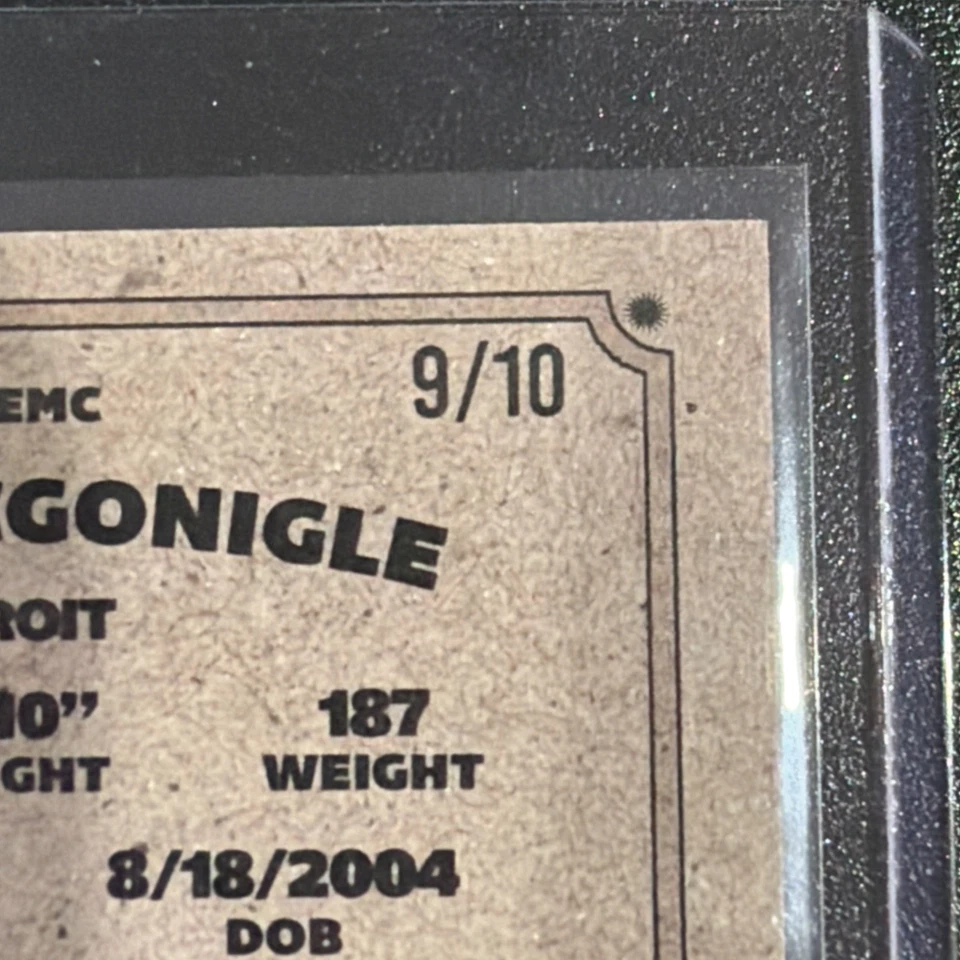 9/10
EMC
GONIGLE
ROIT
10” 187
GHT WEIGHT
8/18/2004
DOB